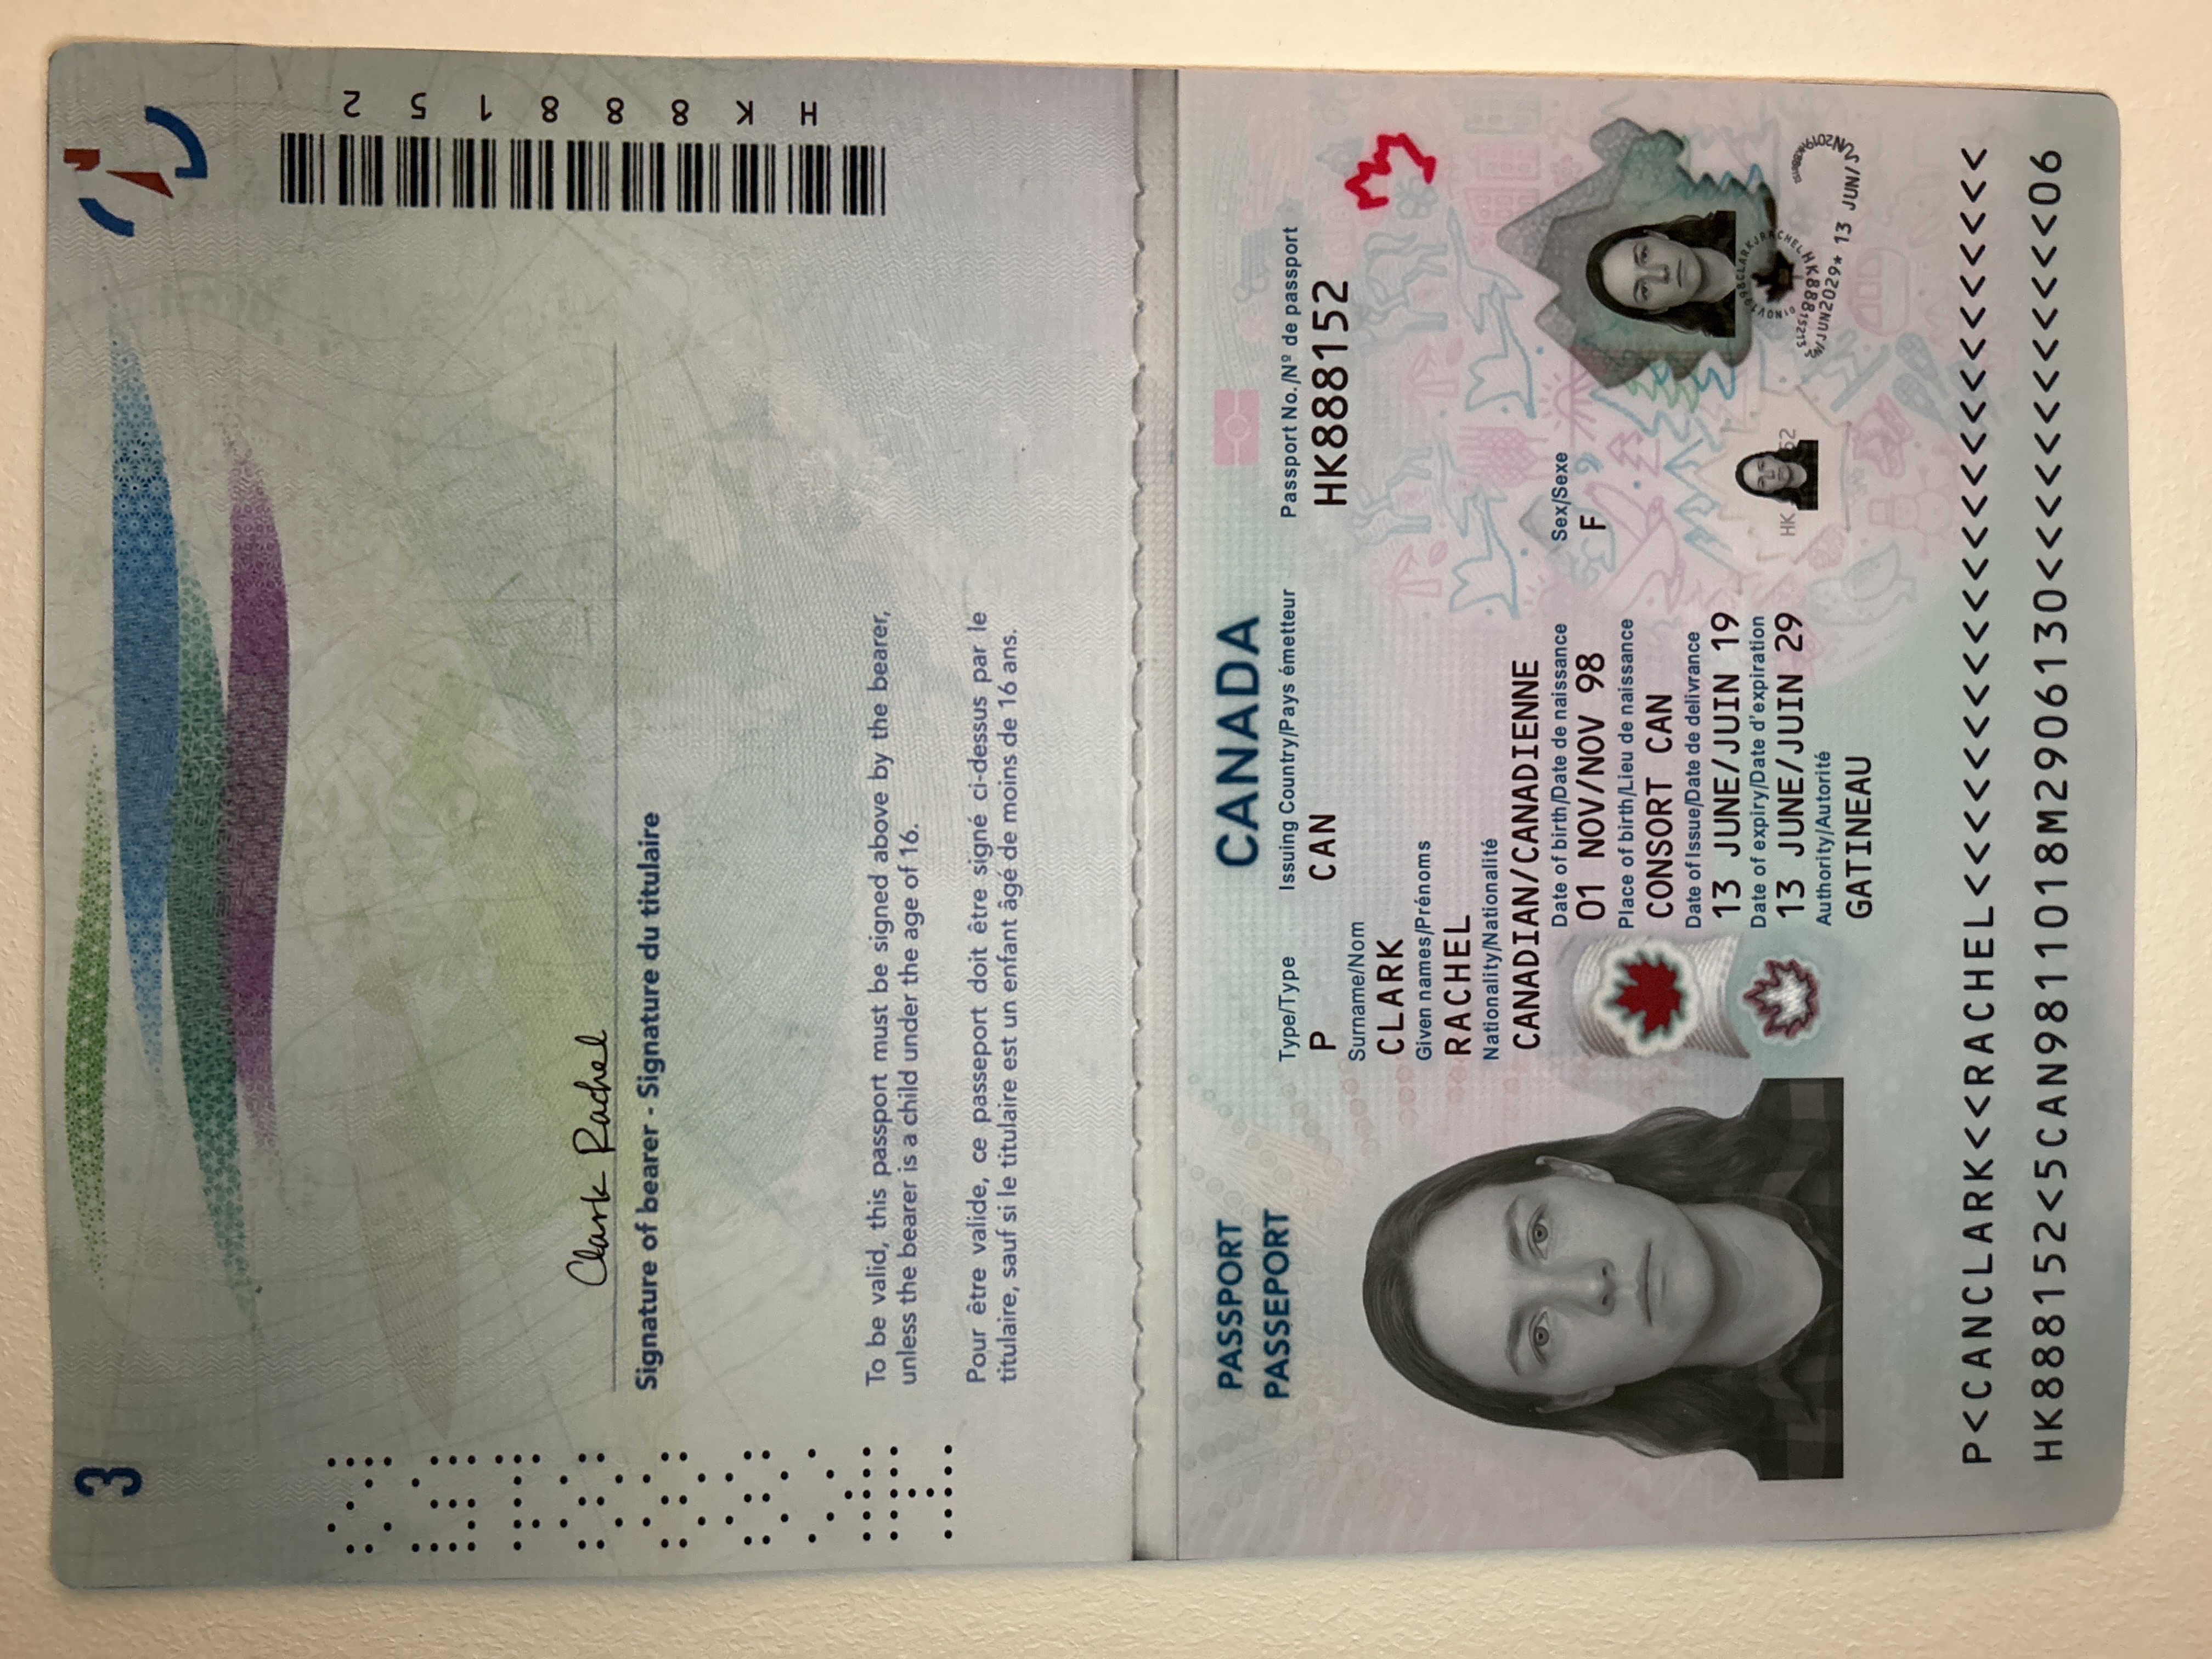 3
HK888152
2 5 1 8 8 8 K H
Clark Rachel
Signature of bearer - Signature du titulaire
To be valid, this passport must be signed above by the bearer,
unless the bearer is a child under the age of 16.
Pour être valide, ce passeport doit être signé ci-dessus par le
titulaire, sauf si le titulaire est un enfant âgé de moins de 16 ans.
PASSPORT
PASSEPORT
CANADA
Type/Type Issuing Country/Pays émetteur Passport No./Nº de passport
P CAN HK888152
Surname/Nom
CLARK
Given names/Prénoms
RACHEL
Nationality/Nationalité
CANADIAN/CANADIENNE
Date of birth/Date de naissance Sex/Sexe
01 NOV/NOV 98 F
Place of birth/Lieu de naissance
CONSORT CAN
Date of Issue/Date de delivrance
13 JUNE/JUIN 19
Date of expiry/Date d'expiration
13 JUNE/JUIN 29
HK 52
Authority/Autorité
GATINEAU
P<CANCLARK<<RACHEL<<<<<<<<<<<<<<<<<<<<<<<<
HK888152<5CAN9811018M2906130<<<<<<<<<<<<06